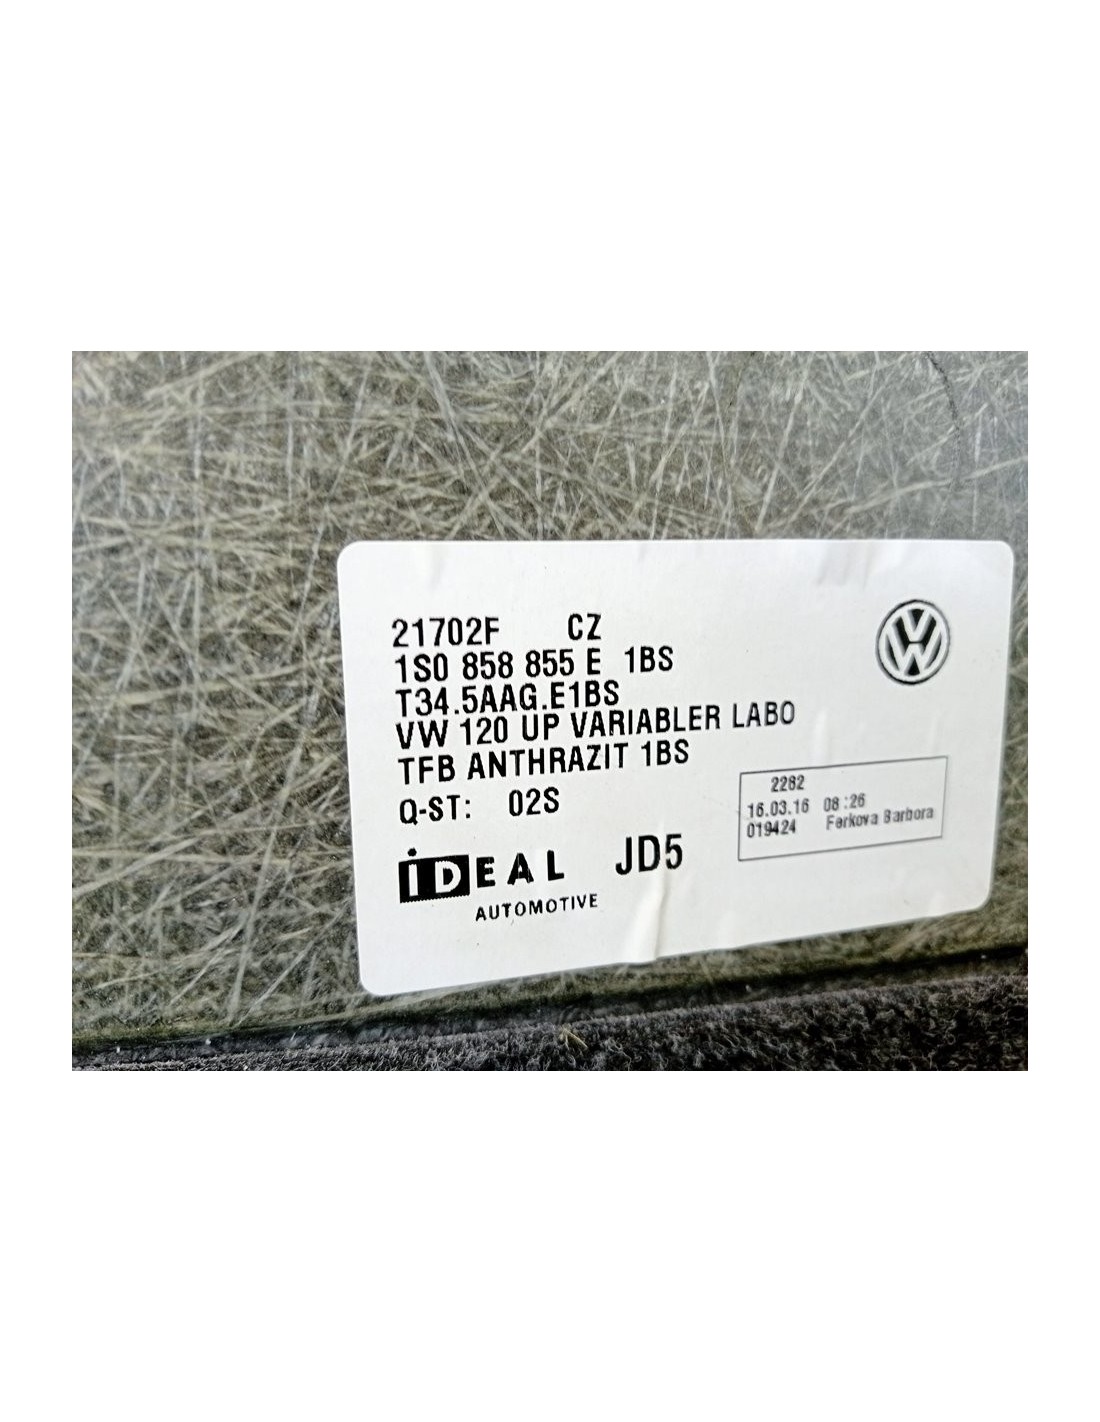 21702F CZ
1S0 858 855 E 1BS
T34.5AAG.E1BS
VW 120 UP VARIABLER LABO
TFB ANTHRAZIT 1BS
Q-ST: 02S
2282
16.03.16 08:26
019424 Ferkova Barbora
iDEAL JD5
AUTOMOTIVE